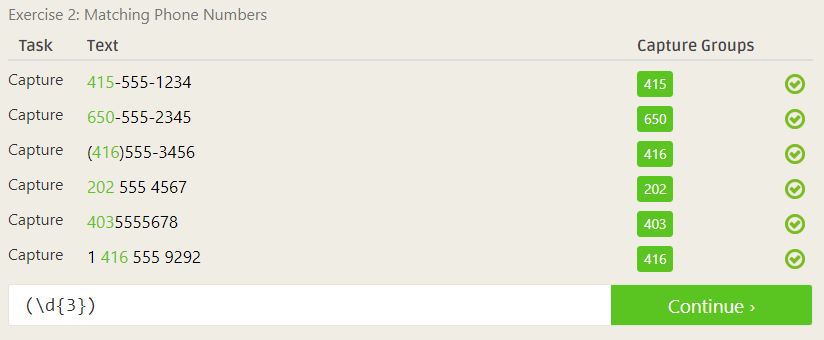 Exercise 2: Matching Phone Numbers
Task Text Capture Groups
Capture 415-555-1234 415
Capture 650-555-2345 650
Capture (416)555-3456 416
Capture 202 555 4567 202
Capture 4035555678 403
Capture 1 416 555 9292 416
(\d{3}) Continue ›